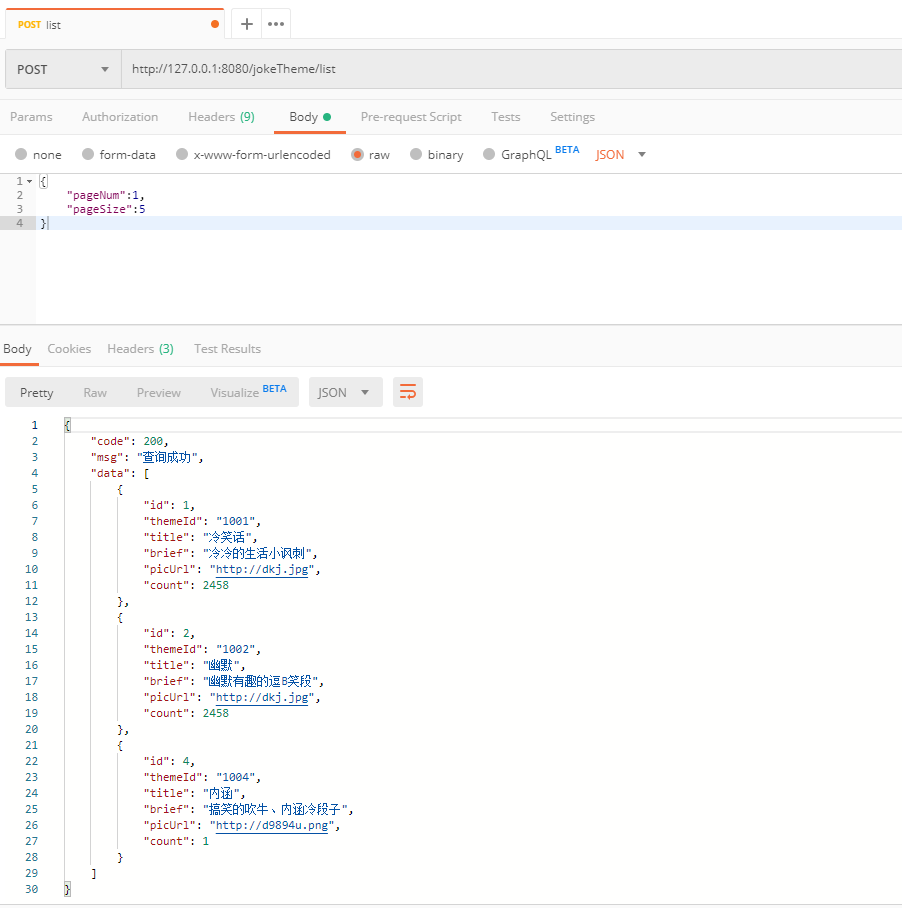 POST list
POST http://127.0.0.1:8080/jokeTheme/list
Params Authorization Headers (9) Body Pre-request Script Tests Settings
none form-data x-www-form-urlencoded raw binary GraphQL BETA JSON
1 {
2 "pageNum":1,
3 "pageSize":5
4 }
Body Cookies Headers (3) Test Results
Pretty Raw Preview Visualize BETA JSON
1 {
2 "code": 200,
3 "msg": "查询成功",
4 "data": [
5 {
6 "id": 1,
7 "themeId": "1001",
8 "title": "冷笑话",
9 "brief": "冷冷的生活小讽刺",
10 "picUrl": "http://dkj.jpg",
11 "count": 2458
12 },
13 {
14 "id": 2,
15 "themeId": "1002",
16 "title": "幽默",
17 "brief": "幽默有趣的逗B笑段",
18 "picUrl": "http://dkj.jpg",
19 "count": 2458
20 },
21 {
22 "id": 4,
23 "themeId": "1004",
24 "title": "内涵",
25 "brief": "搞笑的吹牛、内涵冷段子",
26 "picUrl": "http://d9894u.png",
27 "count": 1
28 }
29 ]
30 }